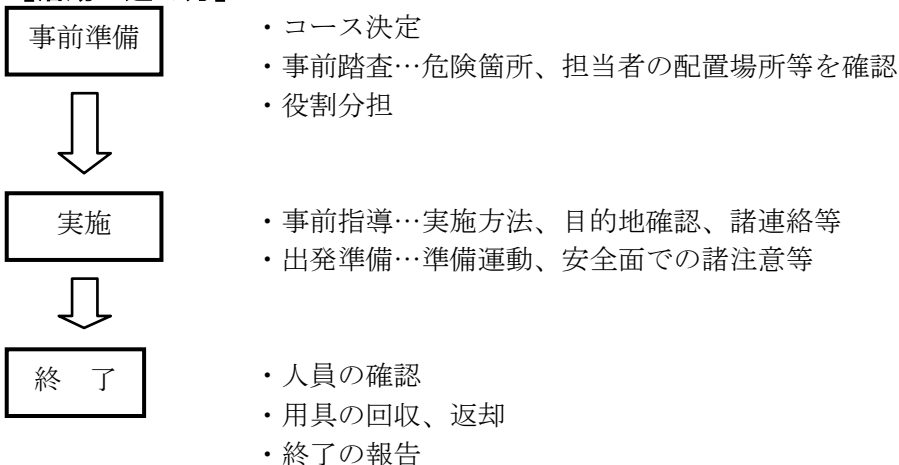 事前準備
・コース決定
・事前踏査…危険箇所、担当者の配置場所等を確認
・役割分担
実施
・事前指導…実施方法、目的地確認、諸連絡等
・出発準備…準備運動、安全面での諸注意等
終 了
・人員の確認
・用具の回収、返却
・終了の報告